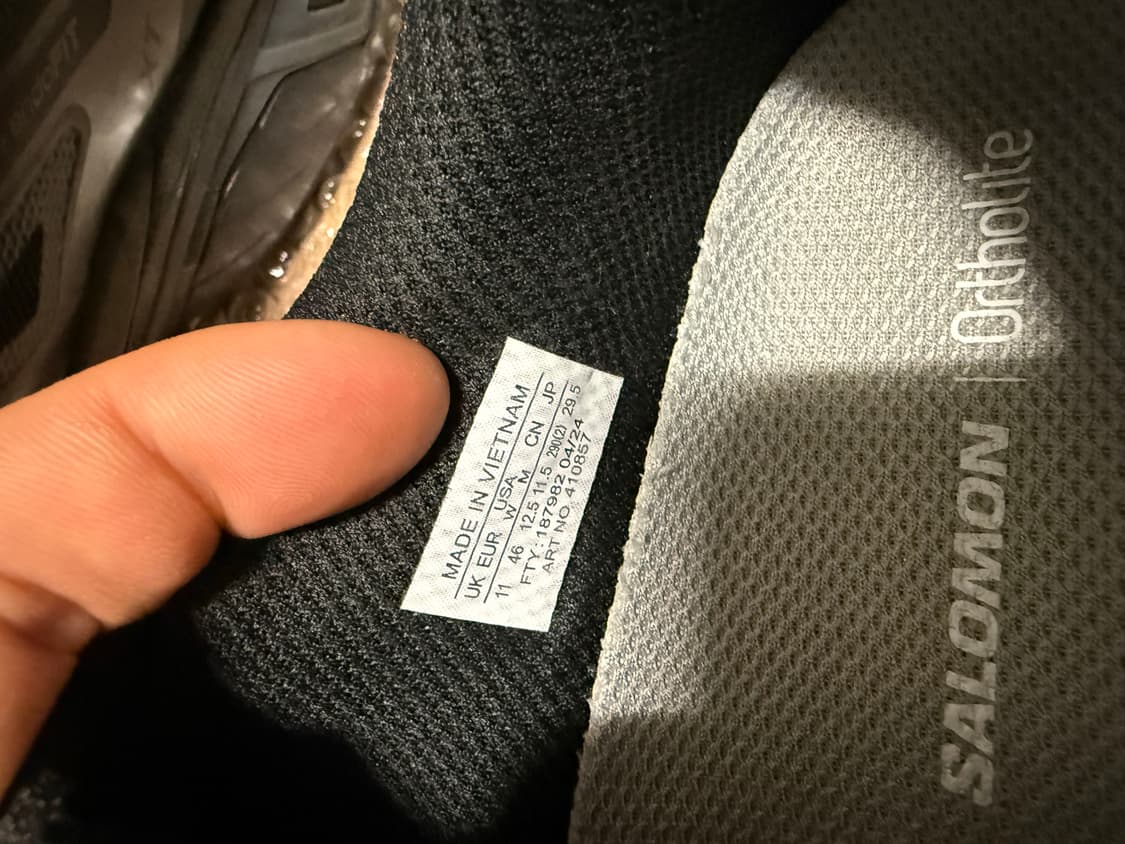 MADE IN VIETNAM
UK EUR USA CN JP
W M
11 46 12.5 11.5 290(2) 29.5
FTY: 187982 04/24
ART NO. 410857
SALOMON | Ortholite